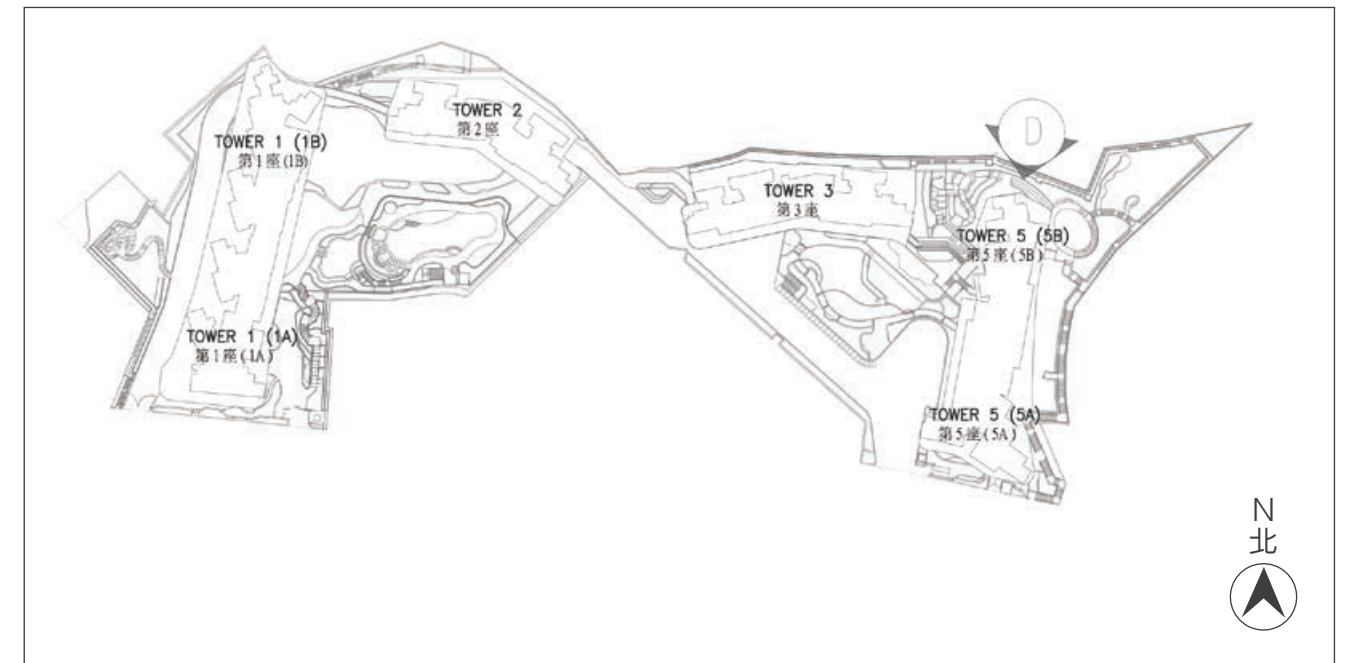 TOWER 2
第2座
TOWER 1 (1B)
第1座(1B)
D
TOWER 3
第3座
TOWER 5 (5B)
第5座(5B)
TOWER 1 (1A)
第1座(1A)
TOWER 5 (5A)
第5座(5A)
N
北